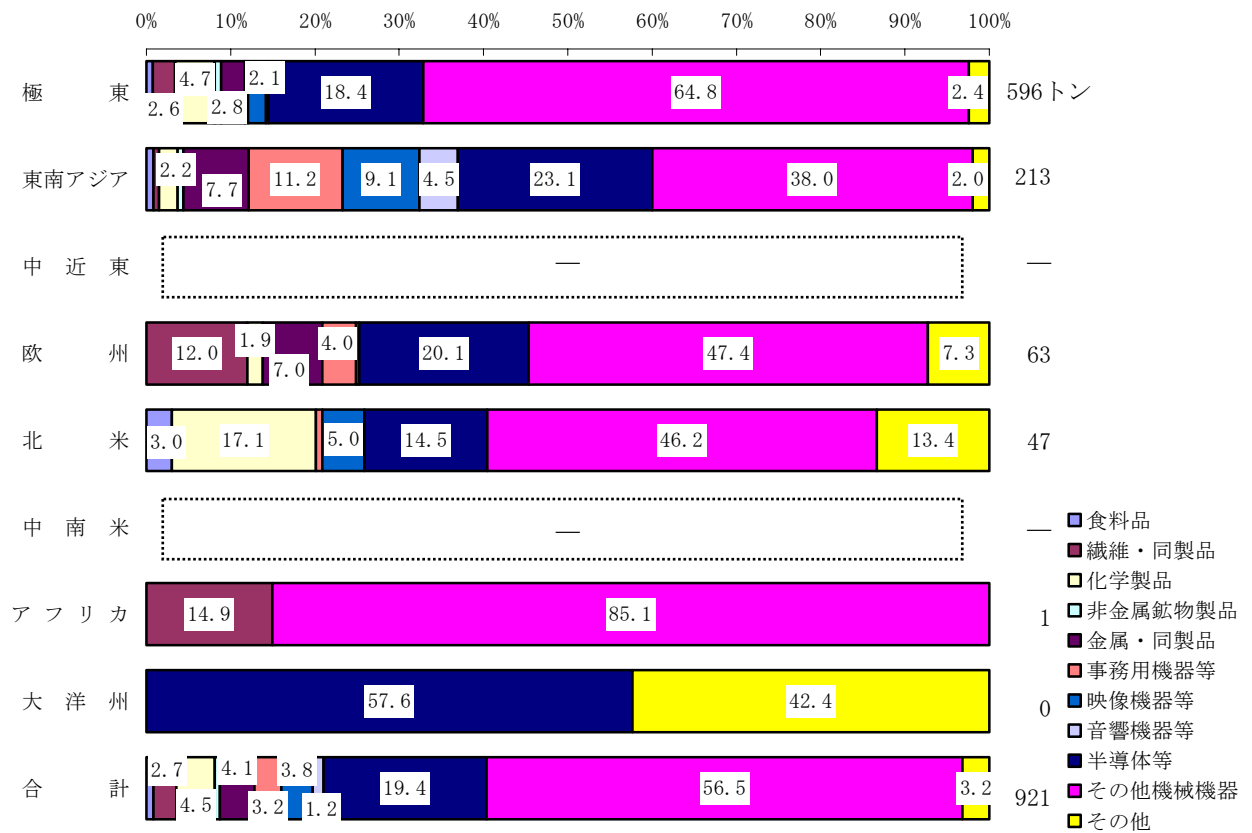 0% 10% 20% 30% 40% 50% 60% 70% 80% 90% 100%
極東 2.6 4.7 2.8 2.1 18.4 64.8 2.4 596トン
東南アジア 2.2 7.7 11.2 9.1 4.5 23.1 38.0 2.0 213
中近東 — —
欧州 12.0 1.9 7.0 4.0 20.1 47.4 7.3 63
北米 3.0 17.1 5.0 14.5 46.2 13.4 47
中南米 — —
アフリカ 14.9 85.1 1
大洋州 57.6 42.4 0
合計 2.7 4.5 4.1 3.2 3.8 1.2 19.4 56.5 3.2 921
食料品
繊維・同製品
化学製品
非金属鉱物製品
金属・同製品
事務用機器等
映像機器等
音響機器等
半導体等
その他機械機器
その他